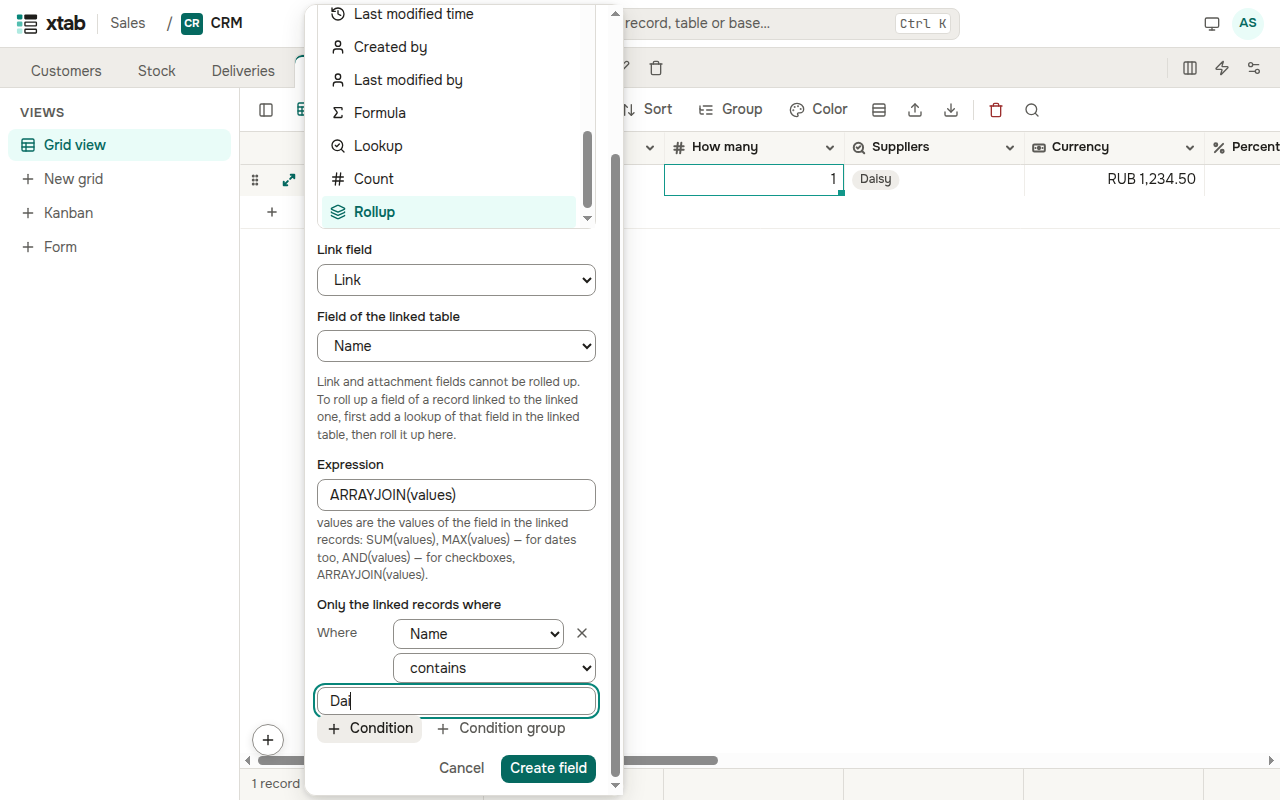 xtab
Sales / CR CRM
record, table or base...
Ctrl K
AS
Customers
Stock
Deliveries
VIEWS
Grid view
New grid
Kanban
Form
Sort
Group
Color
How many
Suppliers
Currency
Percent
1
Daisy
RUB 1,234.50
Last modified time
Created by
Last modified by
Formula
Lookup
Count
Rollup
Link field
Link
Field of the linked table
Name
Link and attachment fields cannot be rolled up.
To roll up a field of a record linked to the linked
one, first add a lookup of that field in the linked
table, then roll it up here.
Expression
ARRAYJOIN(values)
values are the values of the field in the linked
records: SUM(values), MAX(values) — for dates
too, AND(values) — for checkboxes,
ARRAYJOIN(values).
Only the linked records where
Where
Name
contains
Dai
Condition
Condition group
Cancel
Create field
1 record